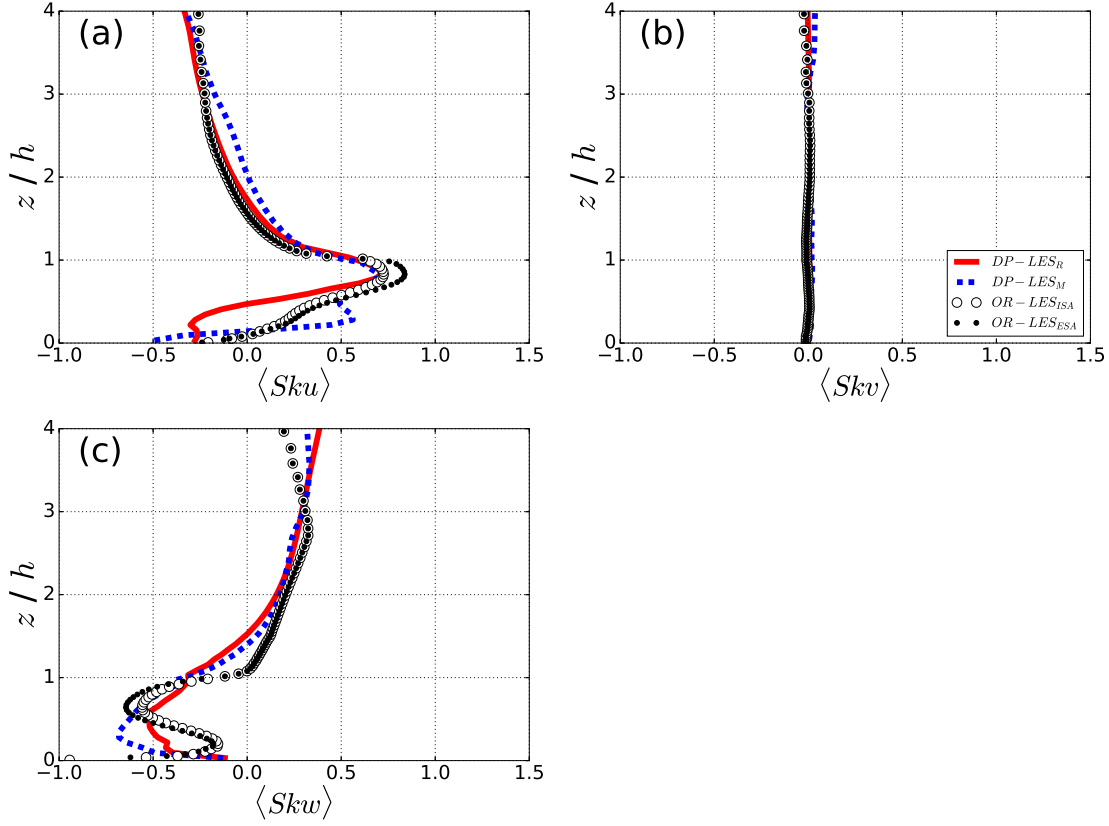 (a)
4
3
2
1
0
z / h
−1.0 −0.5 0.0 0.5 1.0 1.5
⟨Sku⟩
(b)
4
3
2
1
0
z / h
−1.0 −0.5 0.0 0.5 1.0 1.5
⟨Skv⟩
DP − LES_R
DP − LES_M
OR − LES_ISA
OR − LES_ESA
(c)
4
3
2
1
0
z / h
−1.0 −0.5 0.0 0.5 1.0 1.5
⟨Skw⟩